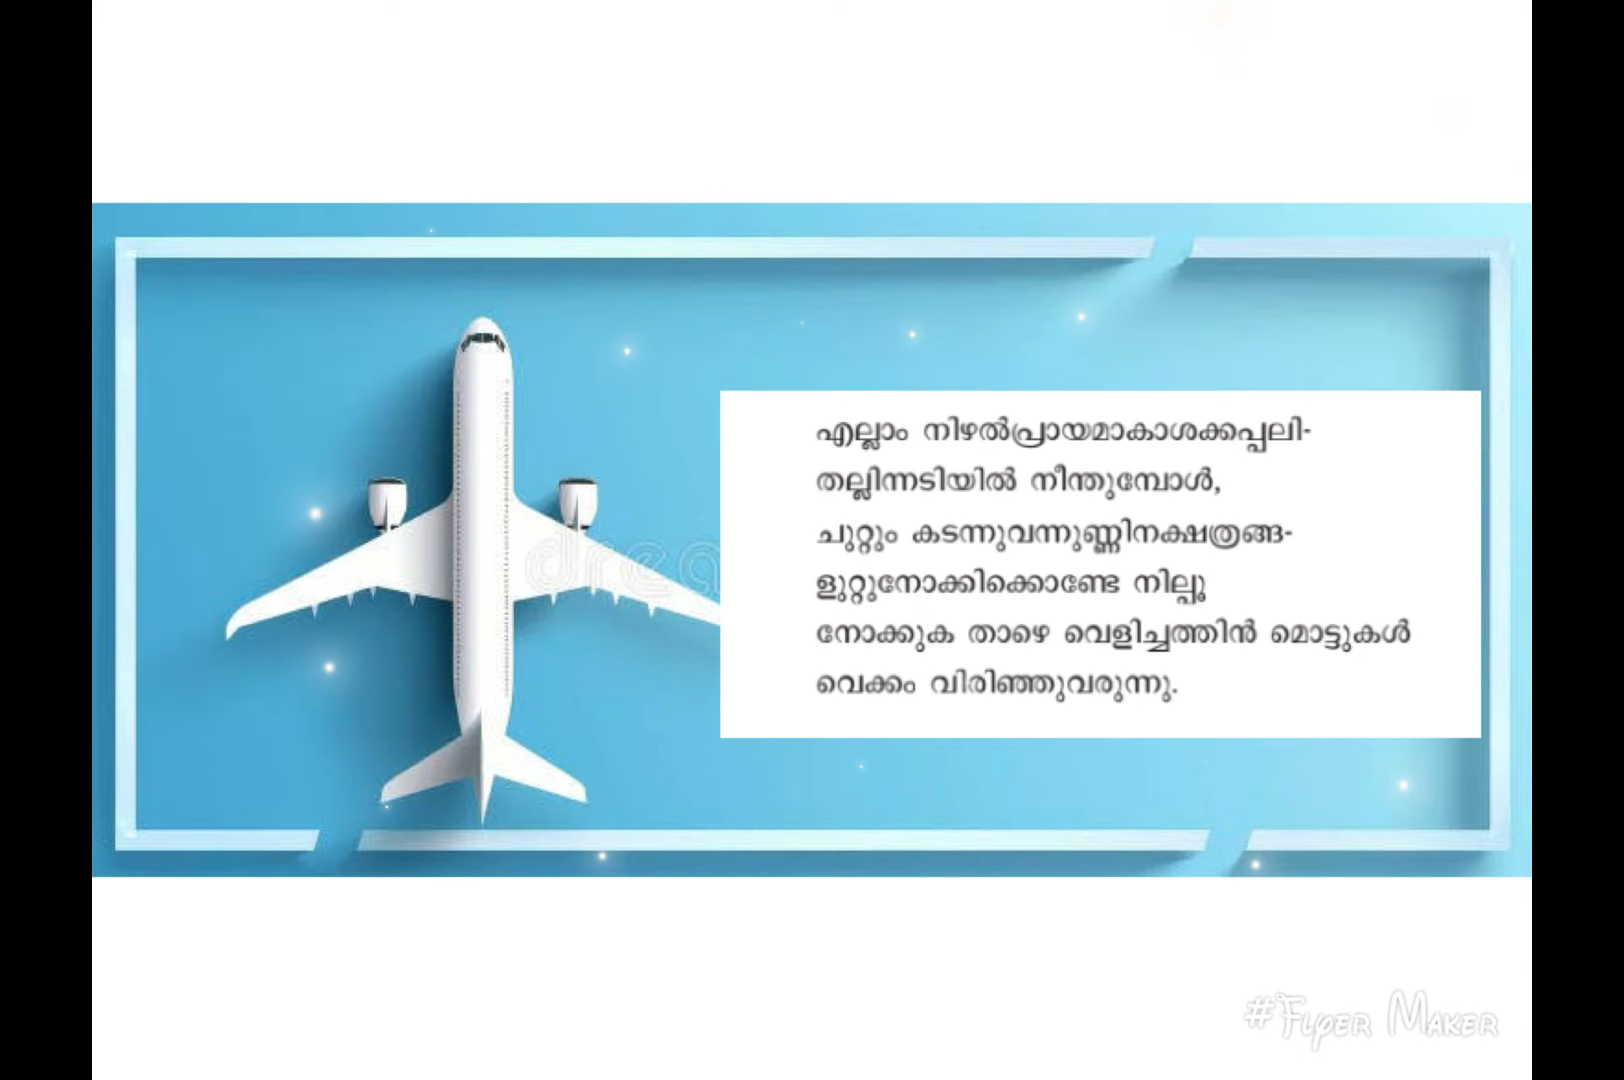 എല്ലാം നിഴൽപ്രായമാകാശക്കപ്പലി-
തല്ലിന്നടിയിൽ നീന്തുമ്പോൾ,
ചുറ്റും കടന്നുവന്നുണ്ണിനക്ഷത്രങ്ങ-
ളുറ്റുനോക്കിക്കൊണ്ടേ നില്പൂ
നോക്കുക താഴെ വെളിച്ചത്തിൻ മൊട്ടുകൾ
വെക്കം വിരിഞ്ഞുവരുന്നു.
#Flyer Maker